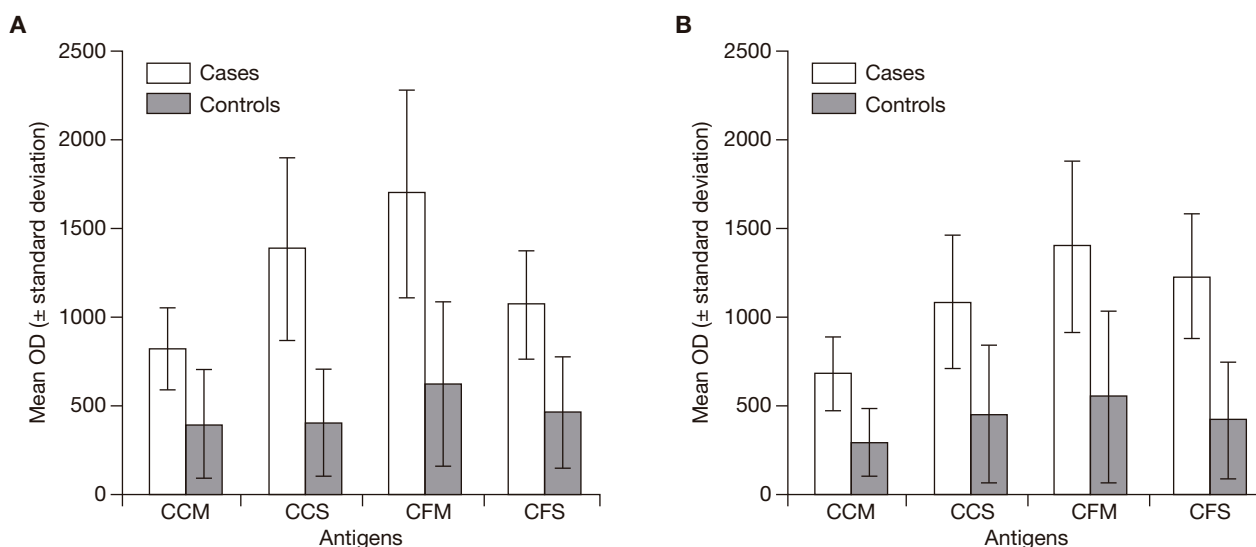 A
Mean OD (± standard deviation)
2500
2000
1500
1000
500
0
Cases
Controls
CCM CCS CFM CFS
Antigens
B
Mean OD (± standard deviation)
2500
2000
1500
1000
500
0
Cases
Controls
CCM CCS CFM CFS
Antigens